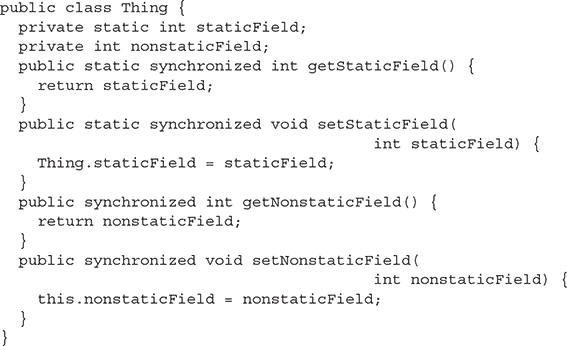 public class Thing {
  private static int staticField;
  private int nonstaticField;
  public static synchronized int getStaticField() {
    return staticField;
  }
  public static synchronized void setStaticField(
                                      int staticField) {
    Thing.staticField = staticField;
  }
  public synchronized int getNonstaticField() {
    return nonstaticField;
  }
  public synchronized void setNonstaticField(
                                      int nonstaticField) {
    this.nonstaticField = nonstaticField;
  }
}